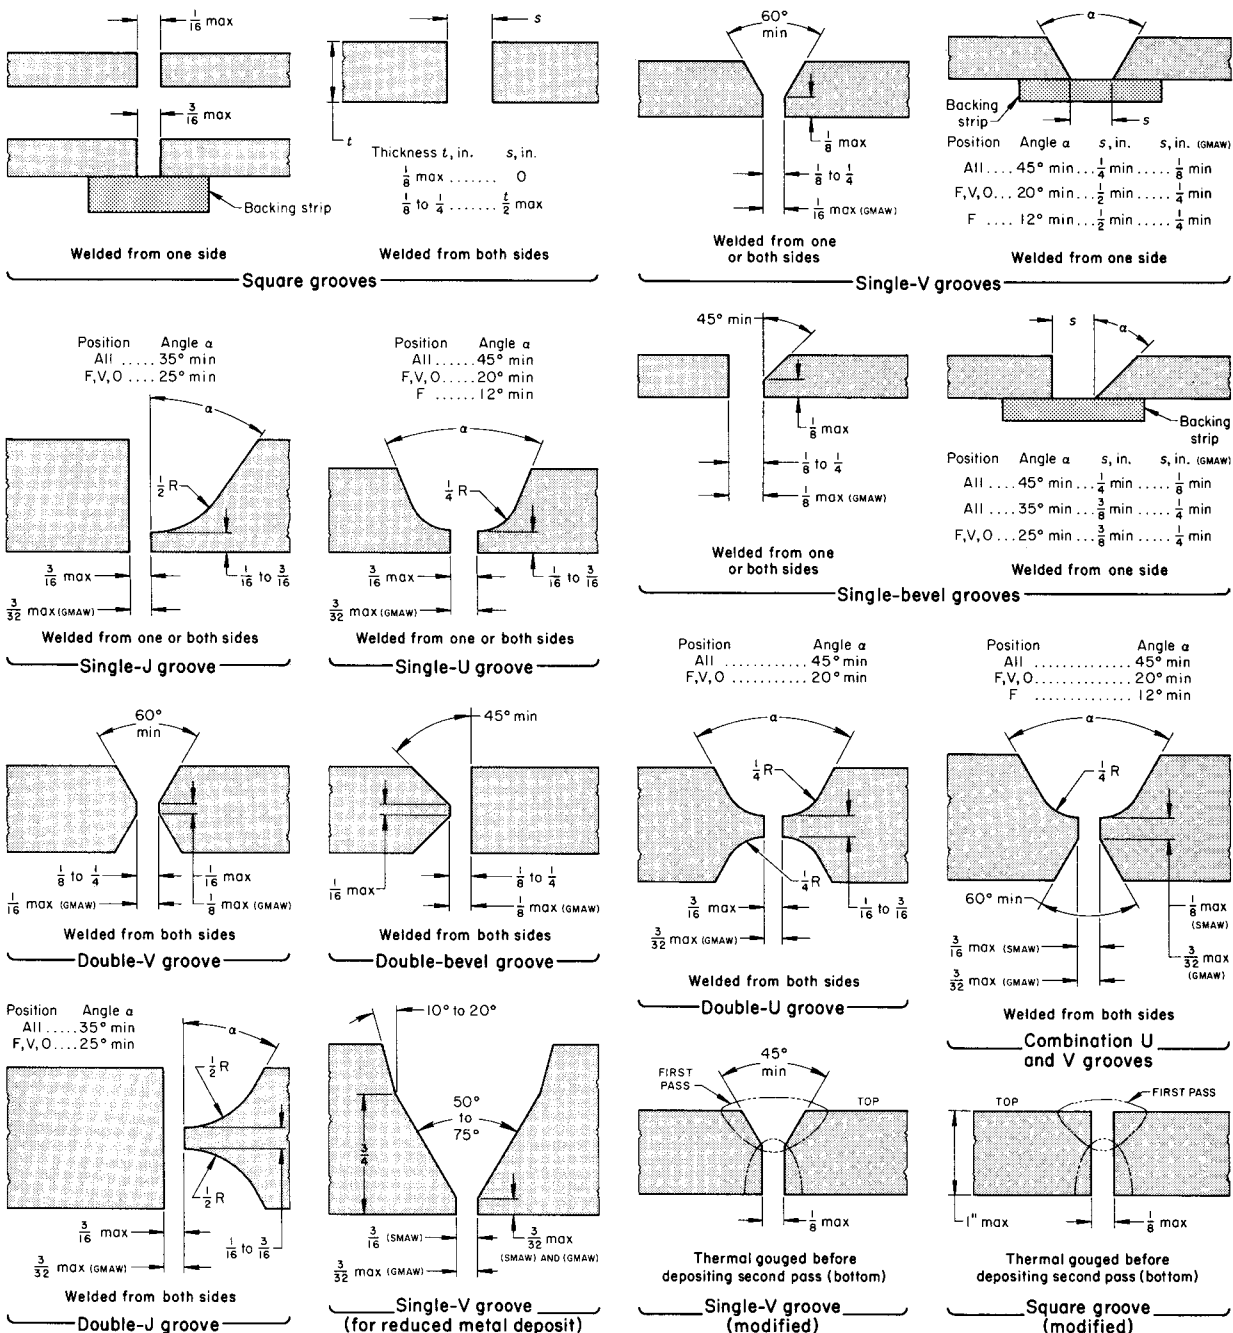 1/16 max
3/16 max
Backing strip
Welded from one side
s
t
Thickness t, in. s, in.
1/8 max ....... 0
1/8 to 1/4 ...... t/2 max
Welded from both sides
Square grooves
60° min
1/8 max
1/8 to 1/4
1/16 max (GMAW)
Welded from one
or both sides
α
Backing
strip
s
Position Angle α s, in. s, in. (GMAW)
All .... 45° min ... 1/4 min ..... 1/8 min
F,V,O .. 20° min ... 1/2 min ..... 1/4 min
F .... 12° min ... 1/2 min ..... 1/4 min
Welded from one side
Single-V grooves
Position Angle α
All ..... 35° min
F,V,O .... 25° min
α
1/2 R
3/16 max
1/16 to 3/16
3/32 max (GMAW)
Welded from one or both sides
Single-J groove
Position Angle α
All ...... 45° min
F,V,O ..... 20° min
F ...... 12° min
α
1/4 R
3/16 max
1/16 to 3/16
3/32 max (GMAW)
Welded from one or both sides
Single-U groove
45° min
1/8 max
1/8 to 1/4
1/8 max (GMAW)
Welded from one
or both sides
s
α
Backing
strip
Position Angle α s, in. s, in. (GMAW)
All .... 45° min ... 1/4 min ..... 1/8 min
All .... 35° min ... 3/8 min ..... 1/4 min
F,V,O ... 25° min ... 3/8 min ..... 1/4 min
Welded from one side
Single-bevel grooves
60°
min
1/8 to 1/4
1/16 max
1/16 max (GMAW)
1/8 max (GMAW)
Welded from both sides
Double-V groove
45° min
1/16 max
1/8 to 1/4
1/8 max (GMAW)
Welded from both sides
Double-bevel groove
Position Angle α
All ............ 45° min
F,V,O ........... 20° min
α
1/4 R
1/4 R
3/16 max
1/16 to 3/16
3/32 max (GMAW)
Welded from both sides
Double-U groove
Position Angle α
All .............. 45° min
F,V,O ............. 20° min
F .............. 12° min
α
1/4 R
60° min
1/8 max
(SMAW)
3/16 max (SMAW)
3/32 max
(GMAW)
3/32 max (GMAW)
Welded from both sides
Combination U
and V grooves
Position Angle α
All ..... 35° min
F,V,O .... 25° min
α
1/2 R
1/2 R
3/16 max
1/16 to 3/16
3/32 max (GMAW)
Welded from both sides
Double-J groove
10° to 20°
50°
to
75°
3/4
3/16 (SMAW)
3/32 max
(SMAW AND GMAW)
3/32 max (GMAW)
Single-V groove
(for reduced metal deposit)
FIRST
PASS
45°
min
TOP
1/8 max
Thermal gouged before
depositing second pass (bottom)
Single-V groove
(modified)
TOP
FIRST PASS
1" max
1/8 max
Thermal gouged before
depositing second pass (bottom)
Square groove
(modified)